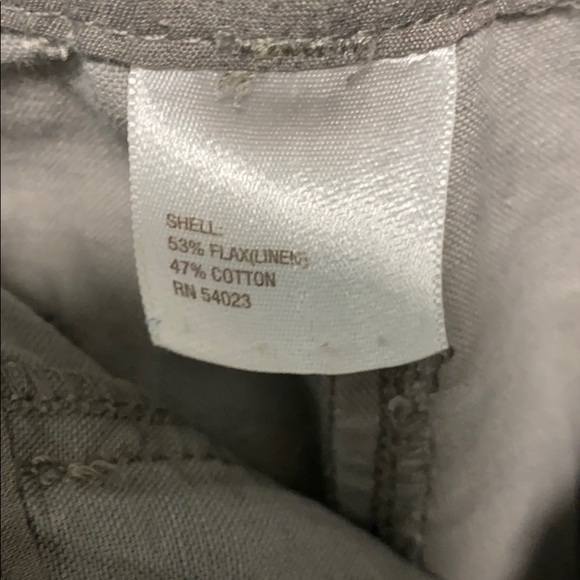 SHELL:
53% FLAX(LINEN)
47% COTTON
RN 54023